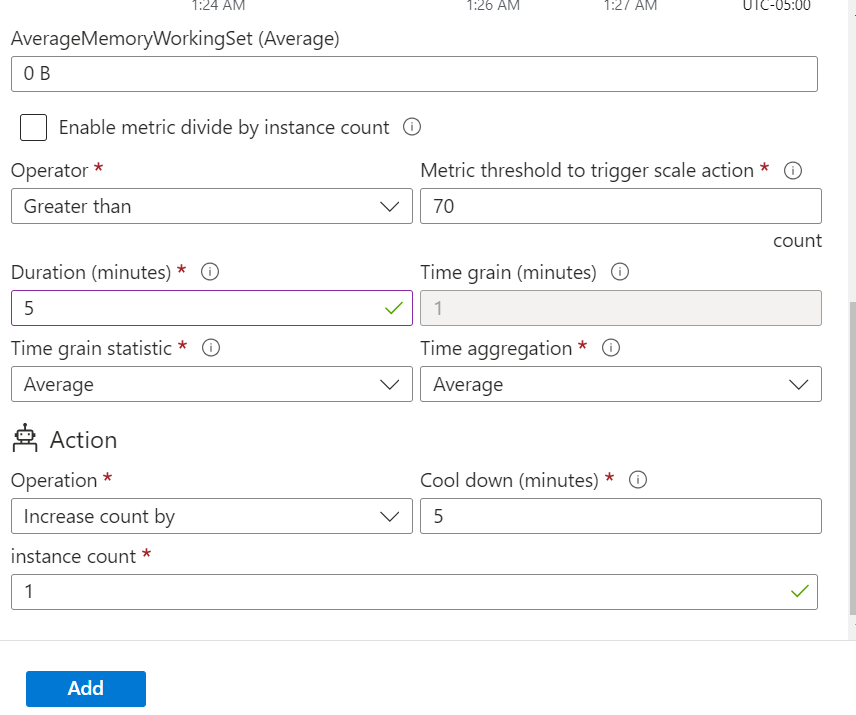 1:24 AM 1:26 AM 1:27 AM UTC-05:00
AverageMemoryWorkingSet (Average)
0 B
Enable metric divide by instance count
Operator * Metric threshold to trigger scale action *
Greater than 70
count
Duration (minutes) * Time grain (minutes)
5 1
Time grain statistic * Time aggregation *
Average Average
Action
Operation * Cool down (minutes) *
Increase count by 5
instance count *
1
Add